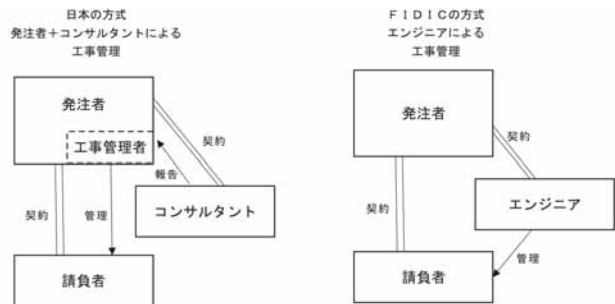 日本の方式
発注者+コンサルタントによる
工事管理
発注者
工事管理者
契約
報告
コンサルタント
契約
管理
請負者
FIDICの方式
エンジニアによる
工事管理
発注者
契約
エンジニア
契約
管理
請負者